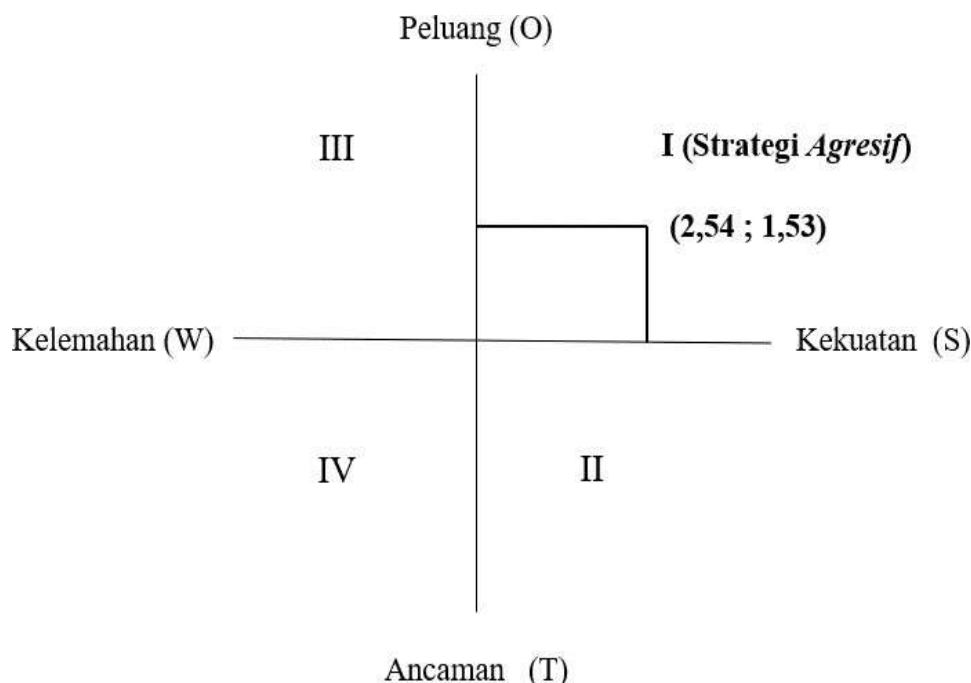 Peluang (O)
III
I (Strategi Agresif)
(2,54 ; 1,53)
Kelemahan (W)
Kekuatan (S)
IV
II
Ancaman (T)